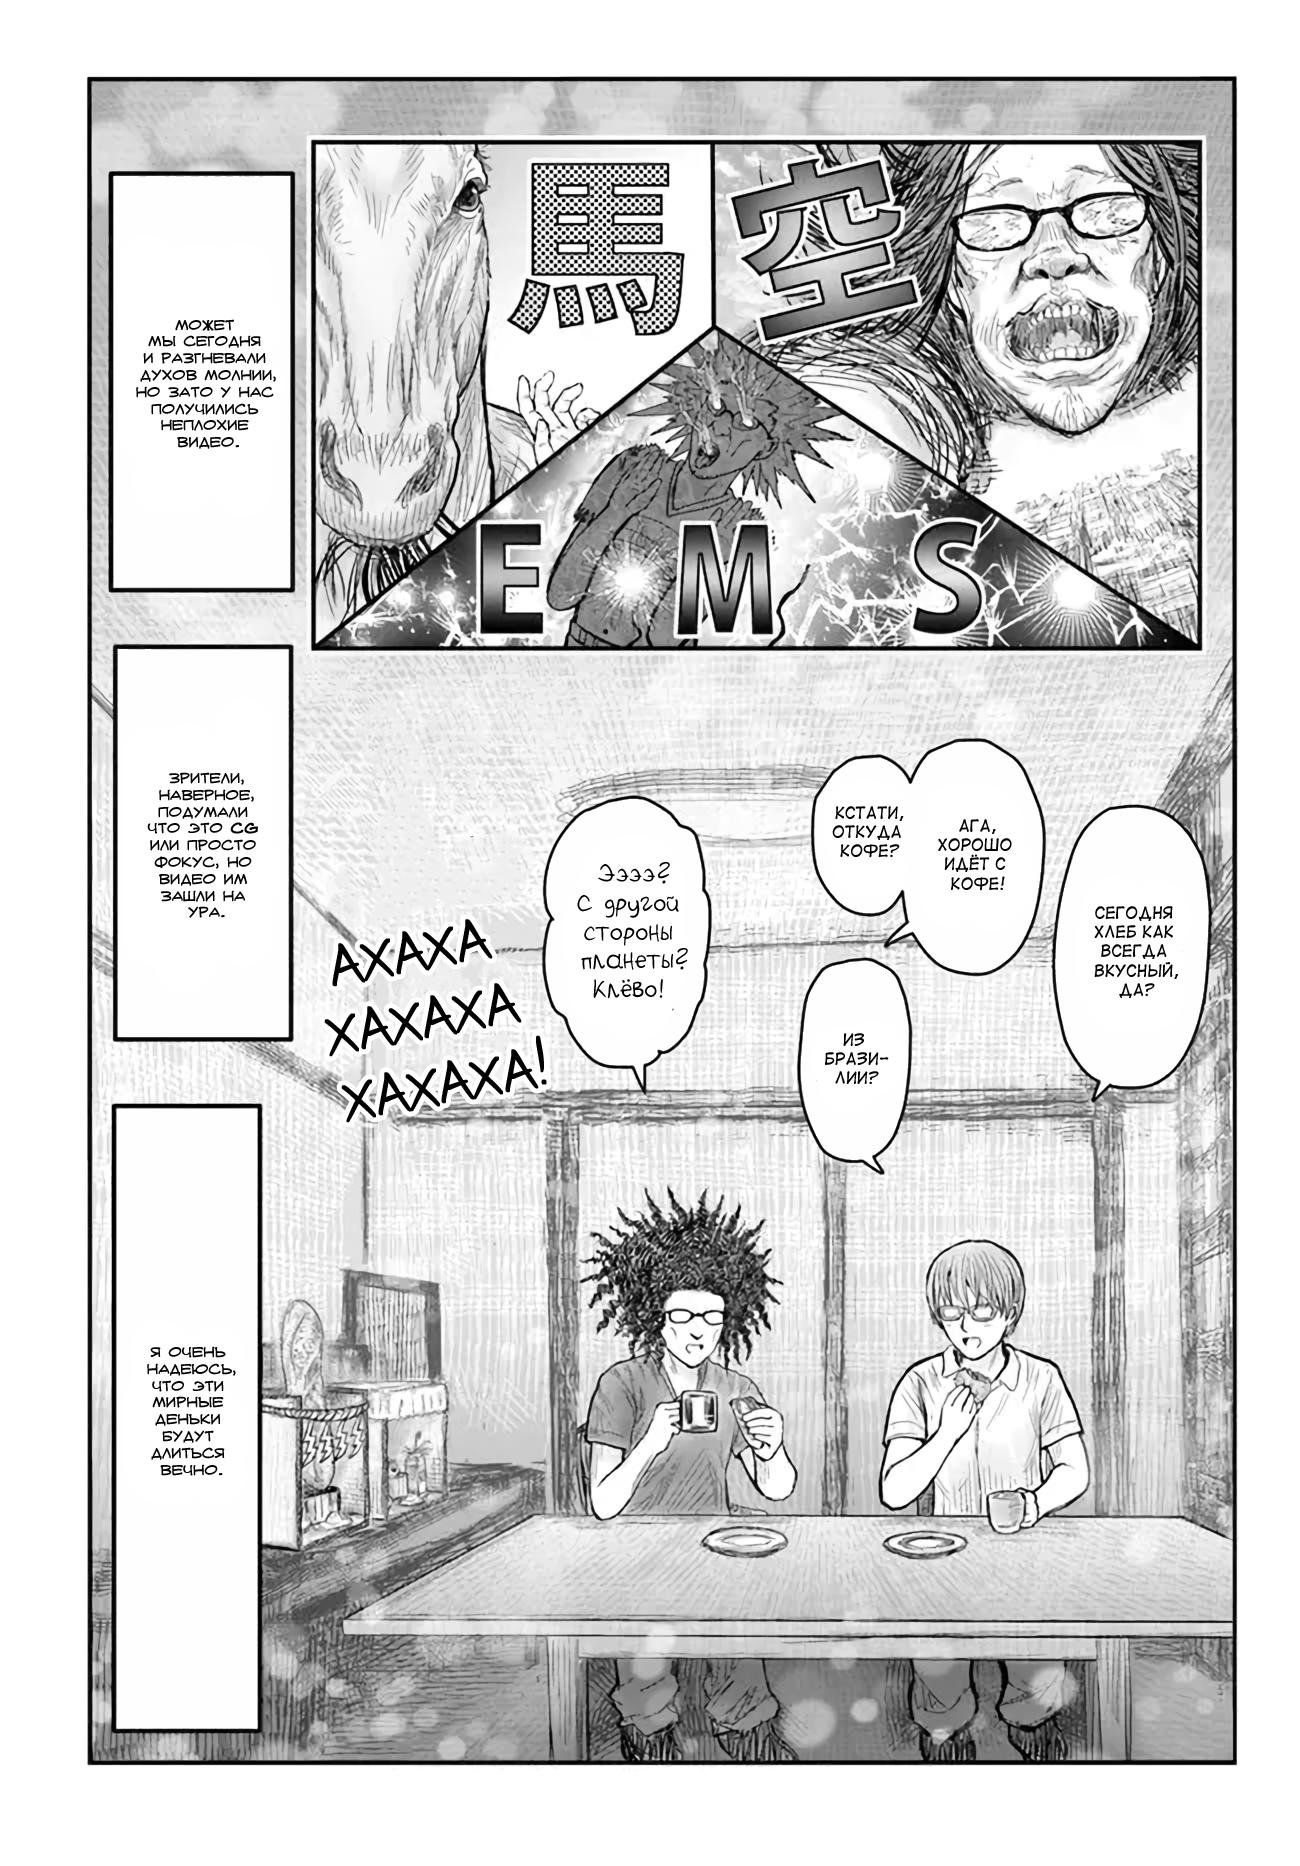 МОЖЕТ
МЫ СЕГОДНЯ
И РАЗГНЕВАЛИ
ДУХОВ МОЛНИИ,
НО ЗАТО У НАС
ПОЛУЧИЛИСЬ
НЕПЛОХИЕ
ВИДЕО.
馬
空
EMS
ЗРИТЕЛИ,
НАВЕРНОЕ,
ПОДУМАЛИ
ЧТО ЭТО CG
ИЛИ ПРОСТО
ФОКУС, НО
ВИДЕО ИМ
ЗАШЛИ НА
УРА.
СЕГОДНЯ
ХЛЕБ КАК
ВСЕГДА
ВКУСНЫЙ,
ДА?
АГА,
ХОРОШО
ИДЁТ С
КОФЕ!
КСТАТИ,
ОТКУДА
КОФЕ?
ИЗ
БРАЗИ-
ЛИИ?
Ээээ?
С другой
стороны
планеты?
Клёво!
АХАХА
ХАХАХА
ХАХАХА!
Я ОЧЕНЬ
НАДЕЮСЬ,
ЧТО ЭТИ
МИРНЫЕ
ДЕНЬКИ
БУДУТ
ДЛИТЬСЯ
ВЕЧНО.